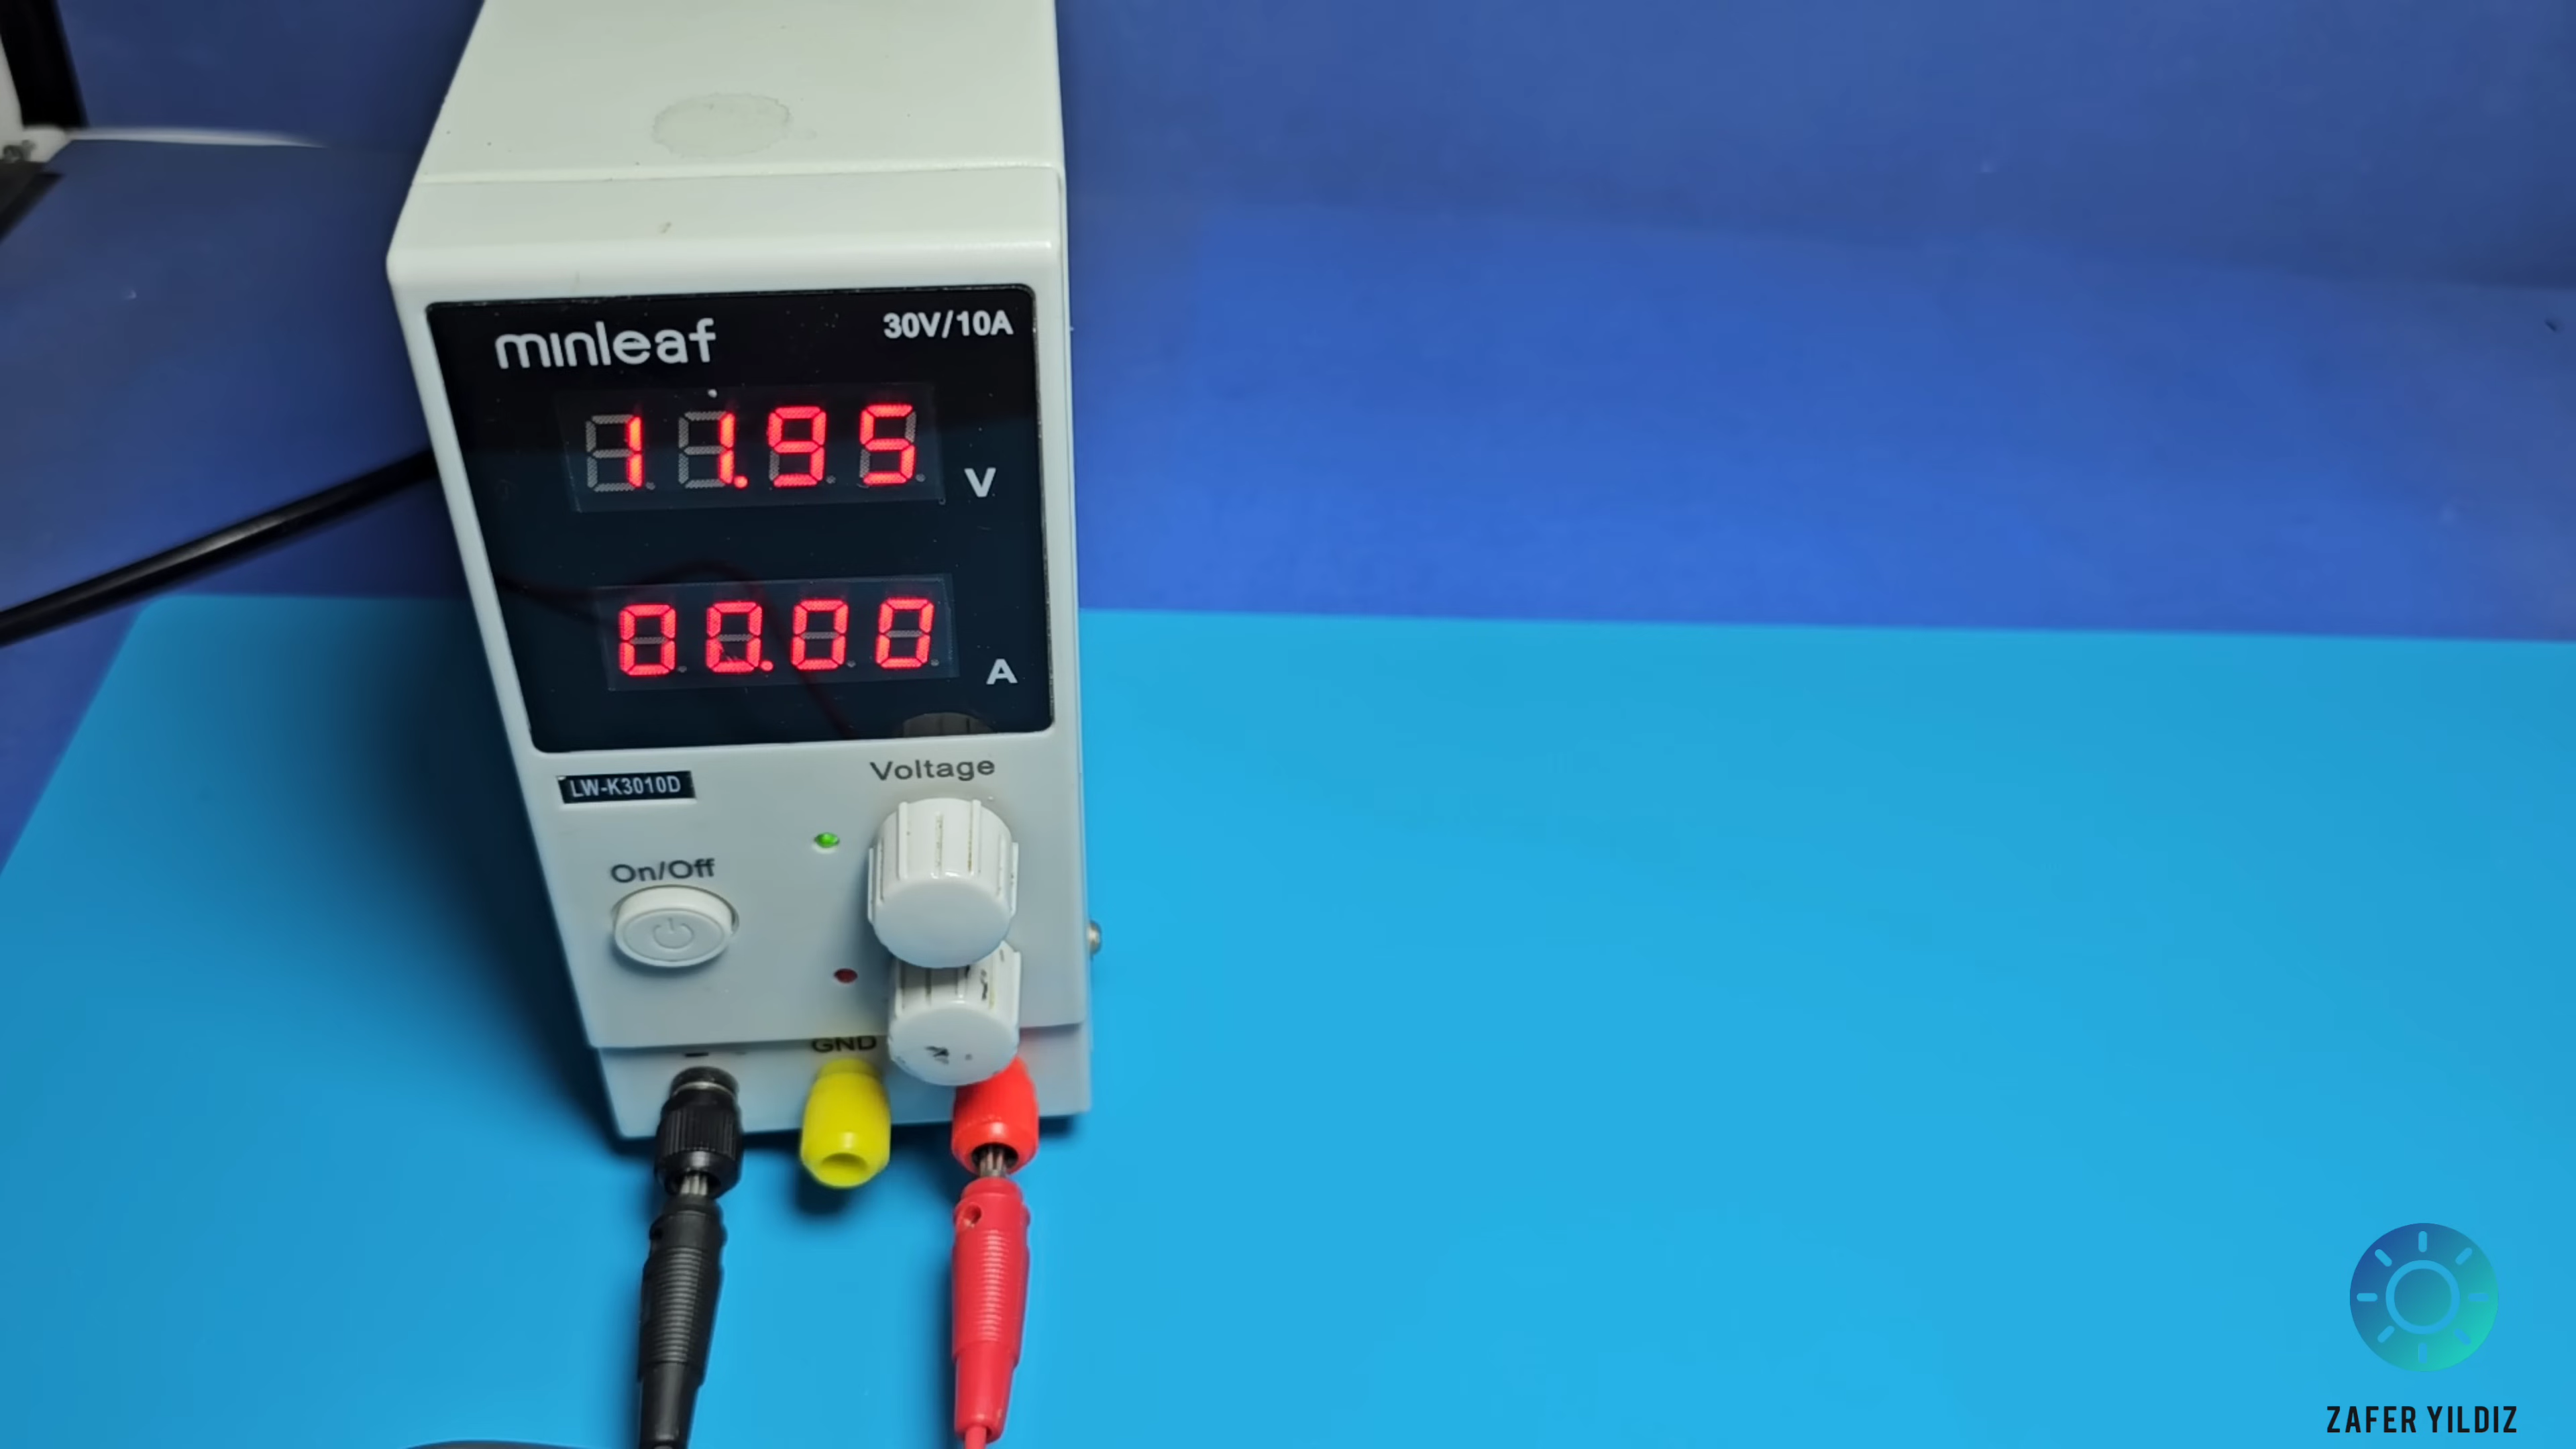 minleaf
30V/10A
11.95
V
00.00
A
LW-K3010D
Voltage
On/Off
GND
ZAFER YILDIZ